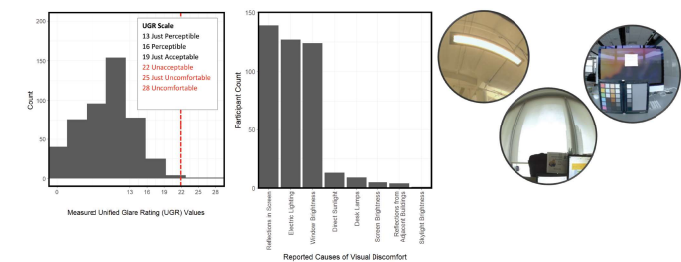 200
150
100
50
0
Count
UGR Scale
13 Just Perceptible
16 Perceptible
19 Just Acceptable
22 Unacceptable
25 Just Uncomfortable
28 Uncomfortable
0 13 16 19 22 25 28
Measured Unified Glare Rating (UGR) Values
150
100
50
0
Participant Count
Reflections in Screen
Electric Lighting
Window Brightness
Direct Sunlight
Desk Lamps
Screen Brightness
Reflections from
Adjacent Buildings
Skylight Brightness
Reported Causes of Visual Discomfort